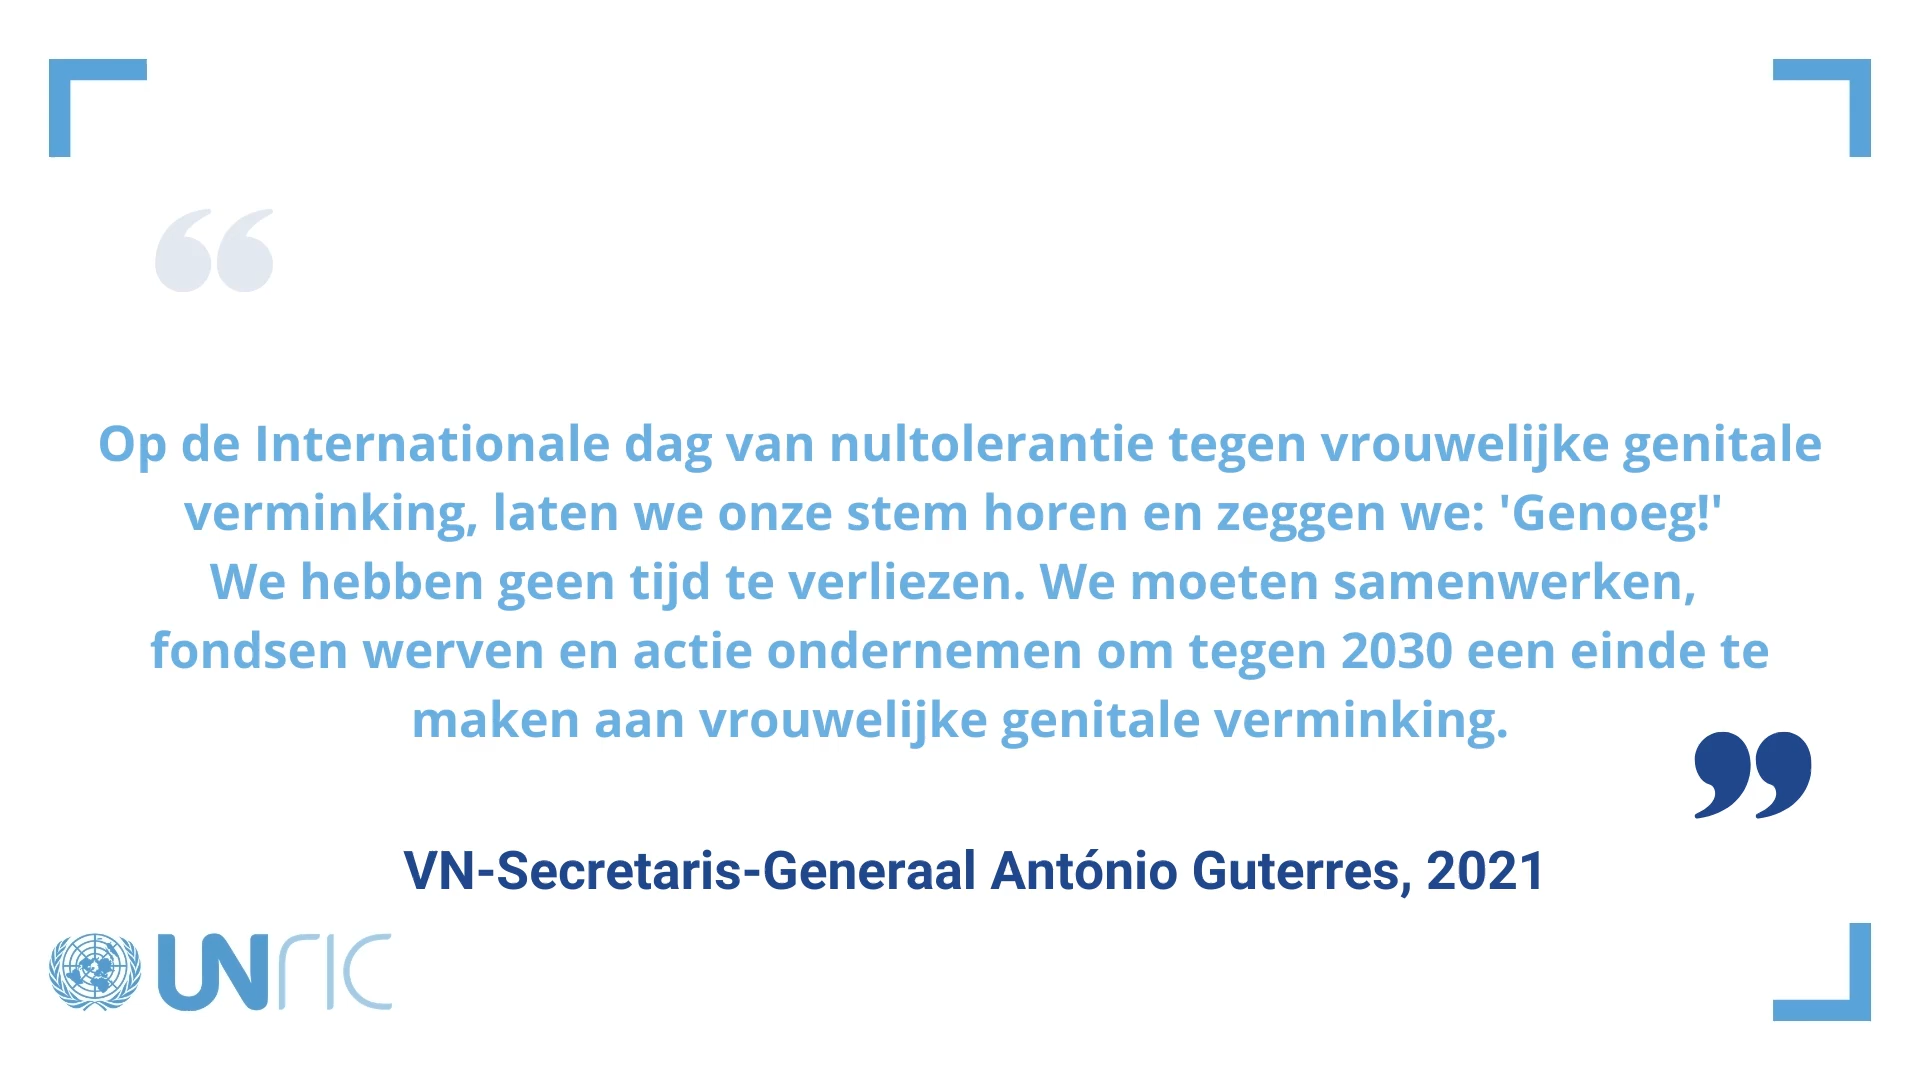 “
Op de Internationale dag van nultolerantie tegen vrouwelijke genitale
verminking, laten we onze stem horen en zeggen we: 'Genoeg!'
We hebben geen tijd te verliezen. We moeten samenwerken,
fondsen werven en actie ondernemen om tegen 2030 een einde te
maken aan vrouwelijke genitale verminking.
”
VN-Secretaris-Generaal António Guterres, 2021
UNric